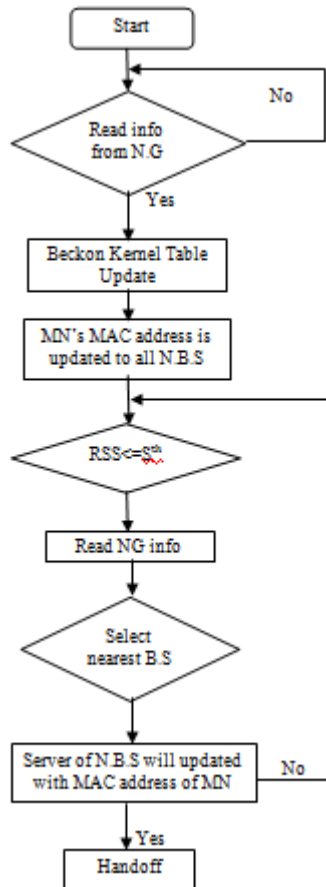 Start
No
Read info
from N.G
Yes
Beckon Kernel Table
Update
MN's MAC address is
updated to all N.B.S
RSS<=Sth
Read NG info
Select
nearest B.S
Server of N.B.S will updated
with MAC address of MN
No
Yes
Handoff